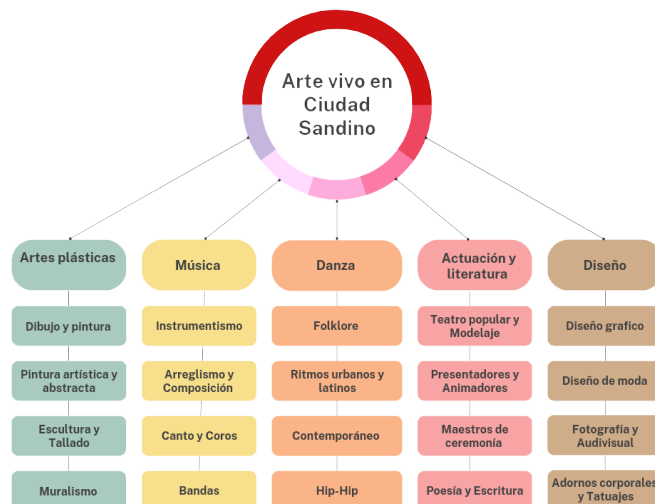 Arte vivo en
Ciudad
Sandino
Artes plásticas
Música
Danza
Actuación y
literatura
Diseño
Dibujo y pintura
Instrumentismo
Folklore
Teatro popular y
Modelaje
Diseño grafico
Pintura artística y
abstracta
Arreglismo y
Composición
Ritmos urbanos y
latinos
Presentadores y
Animadores
Diseño de moda
Escultura y
Tallado
Canto y Coros
Contemporáneo
Maestros de
ceremonía
Fotografía y
Audivisual
Muralismo
Bandas
Hip-Hip
Poesía y Escritura
Adornos corporales
y Tatuajes